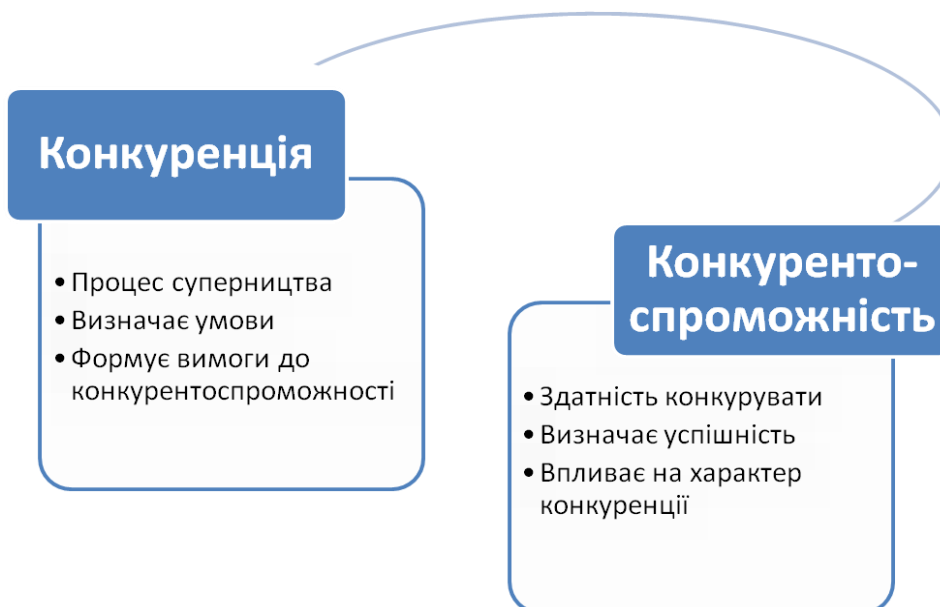 Конкуренція
• Процес суперництва
• Визначає умови
• Формує вимоги до
конкурентоспроможності
Конкуренто-
спроможність
• Здатність конкурувати
• Визначає успішність
• Впливає на характер
конкуренції